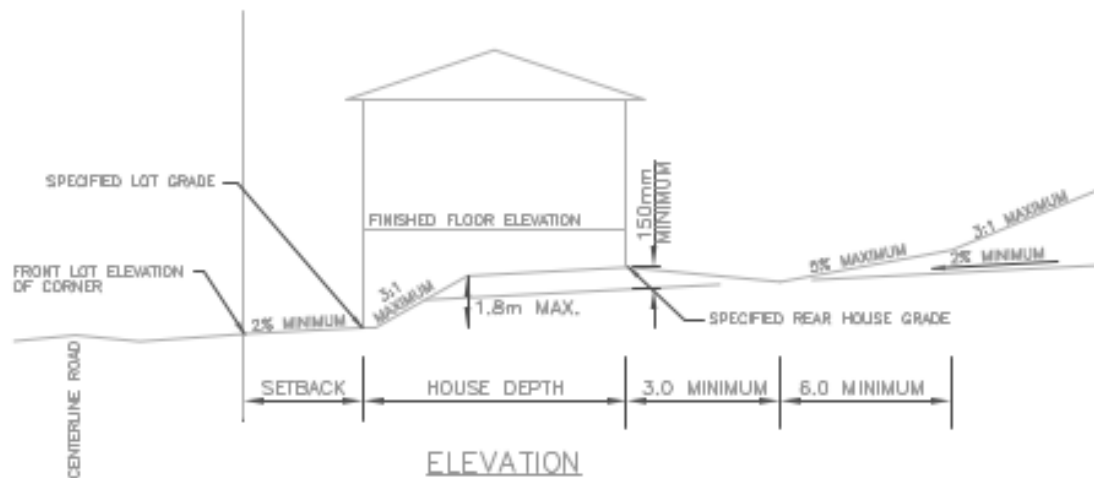 SPECIFIED LOT GRADE
FINISHED FLOOR ELEVATION
150mm
MINIMUM
3:1 MAXIMUM
5% MAXIMUM
2% MINIMUM
FRONT LOT ELEVATION
OF CORNER
3:1
MAXIMUM
1.8m MAX.
2% MINIMUM
SPECIFIED REAR HOUSE GRADE
CENTERLINE ROAD
SETBACK
HOUSE DEPTH
3.0 MINIMUM
6.0 MINIMUM
ELEVATION